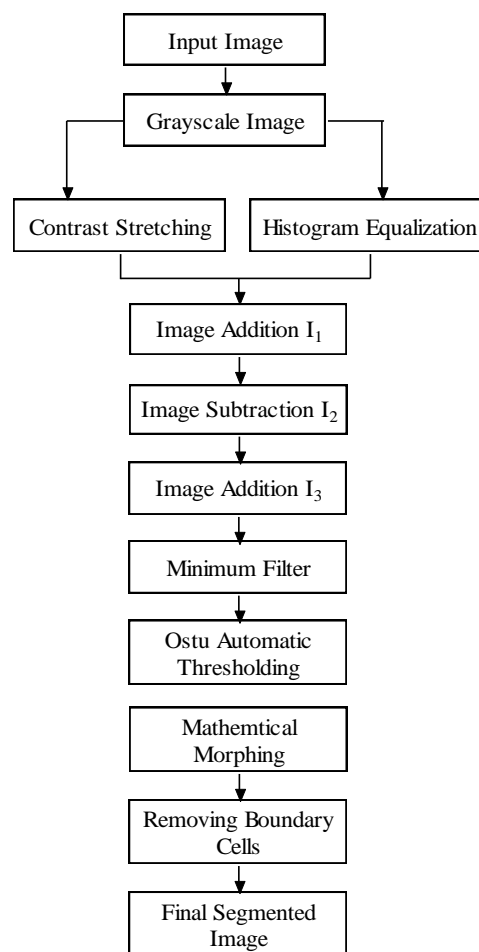 Input Image
Grayscale Image
Contrast Stretching
Histogram Equalization
Image Addition I₁
Image Subtraction I₂
Image Addition I₃
Minimum Filter
Ostu Automatic
Thresholding
Mathemtical
Morphing
Removing Boundary
Cells
Final Segmented
Image